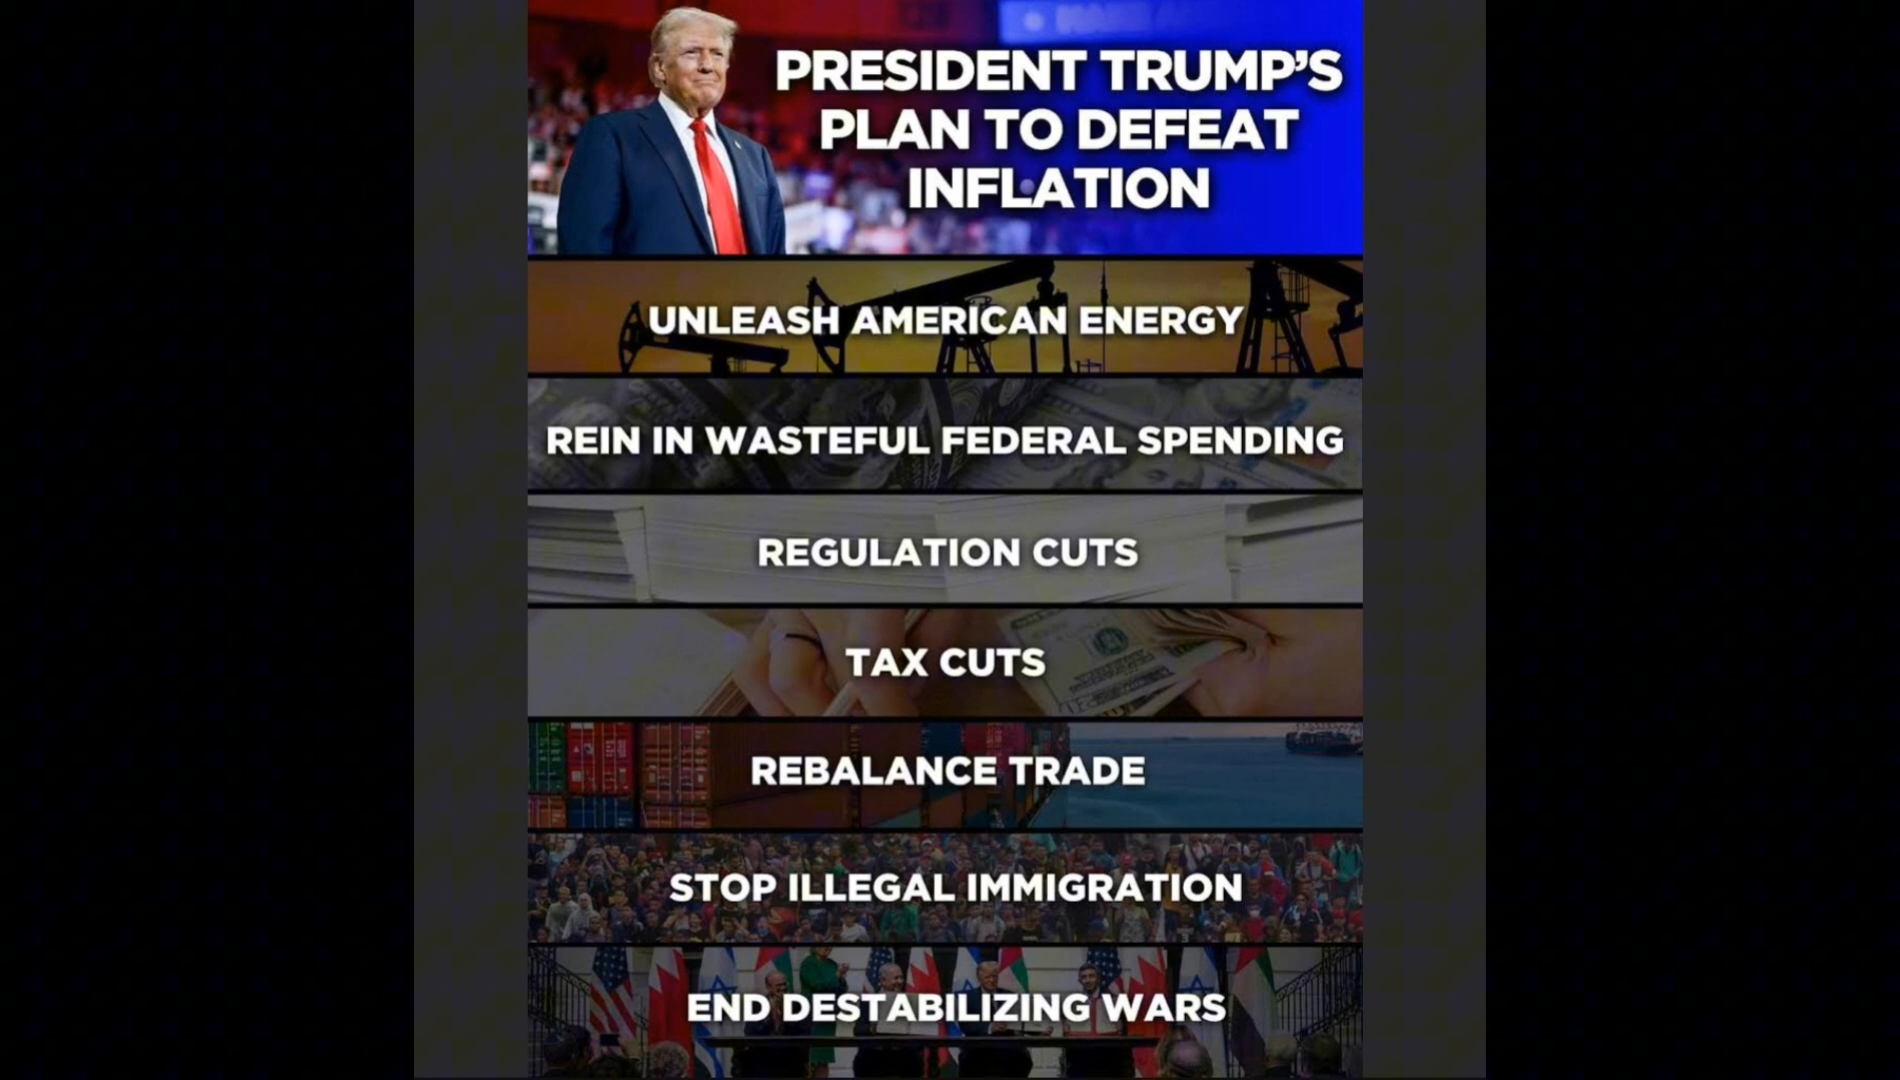 PRESIDENT TRUMP'S
PLAN TO DEFEAT
INFLATION
UNLEASH AMERICAN ENERGY
REIN IN WASTEFUL FEDERAL SPENDING
REGULATION CUTS
TAX CUTS
REBALANCE TRADE
STOP ILLEGAL IMMIGRATION
END DESTABILIZING WARS